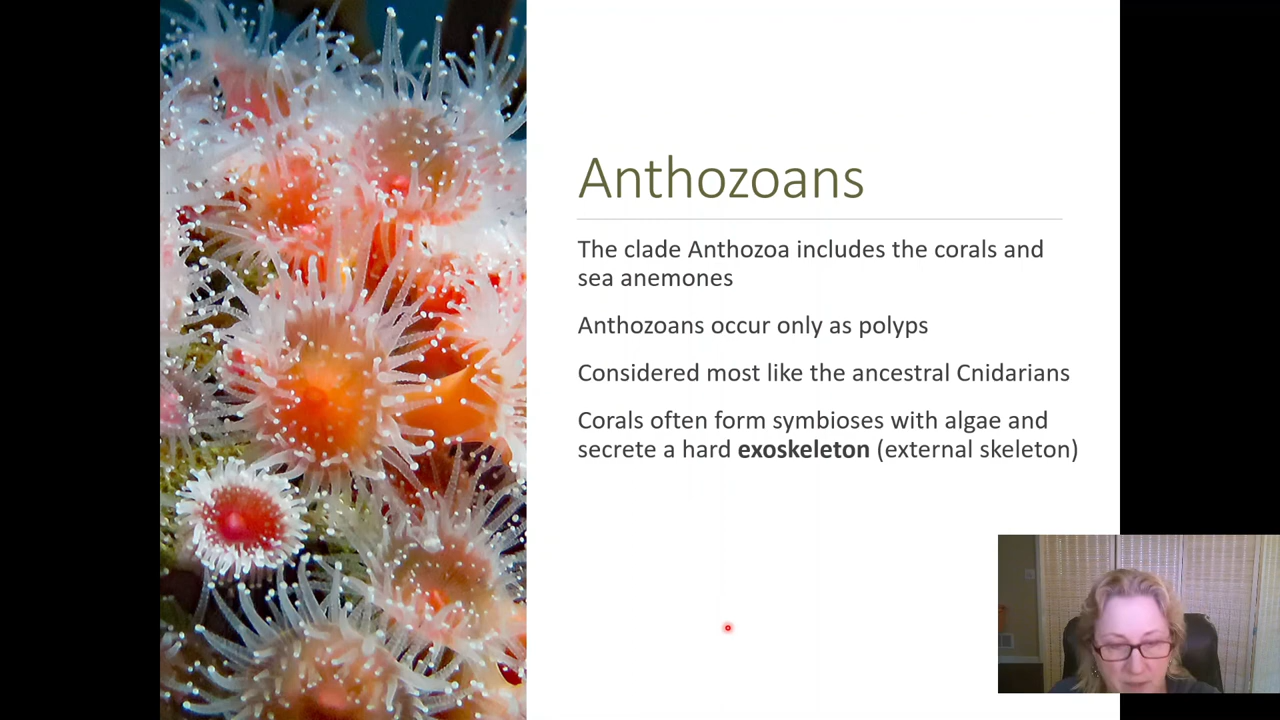 Anthozoans
The clade Anthozoa includes the corals and
sea anemones
Anthozoans occur only as polyps
Considered most like the ancestral Cnidarians
Corals often form symbioses with algae and
secrete a hard exoskeleton (external skeleton)